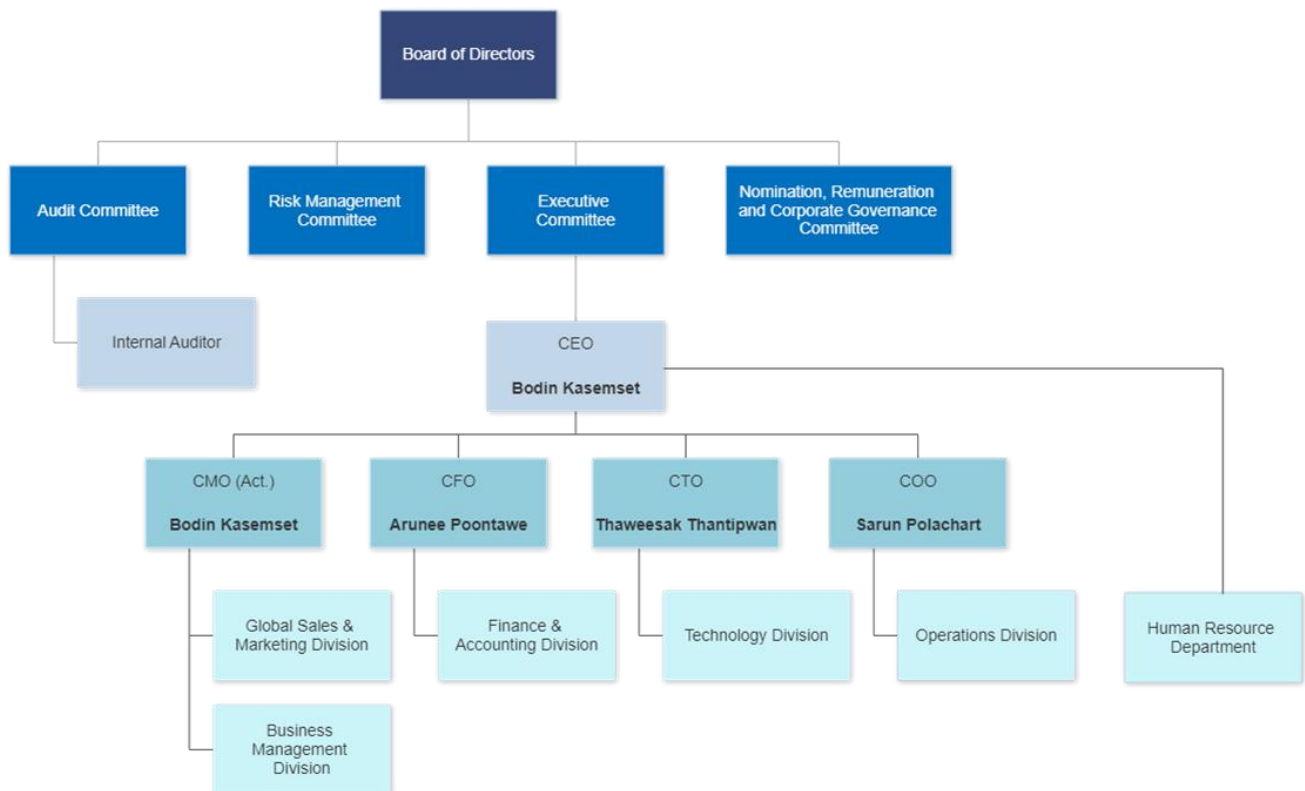 Board of Directors
Audit Committee
Risk Management
Committee
Executive
Committee
Nomination, Remuneration
and Corporate Governance
Committee
Internal Auditor
CEO
Bodin Kasemset
CMO (Act.)
Bodin Kasemset
CFO
Arunee Poontawe
CTO
Thaweesak Thantipwan
COO
Sarun Polachart
Global Sales &
Marketing Division
Finance &
Accounting Division
Technology Division
Operations Division
Human Resource
Department
Business
Management
Division